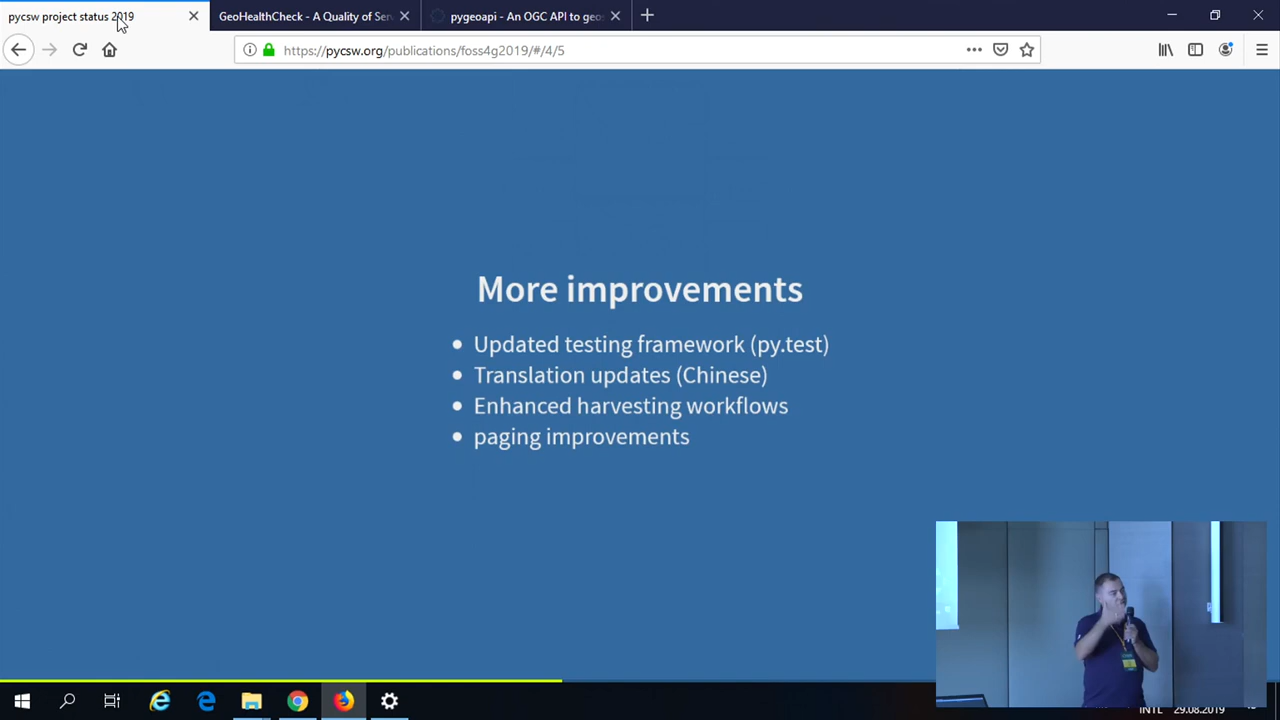 pycsw project status 2019
GeoHealthCheck - A Quality of Ser
pygeoapi - An OGC API to geos
https://pycsw.org/publications/foss4g2019/#/4/5
More improvements
• Updated testing framework (py.test)
• Translation updates (Chinese)
• Enhanced harvesting workflows
• paging improvements
INTL 29.08.2019